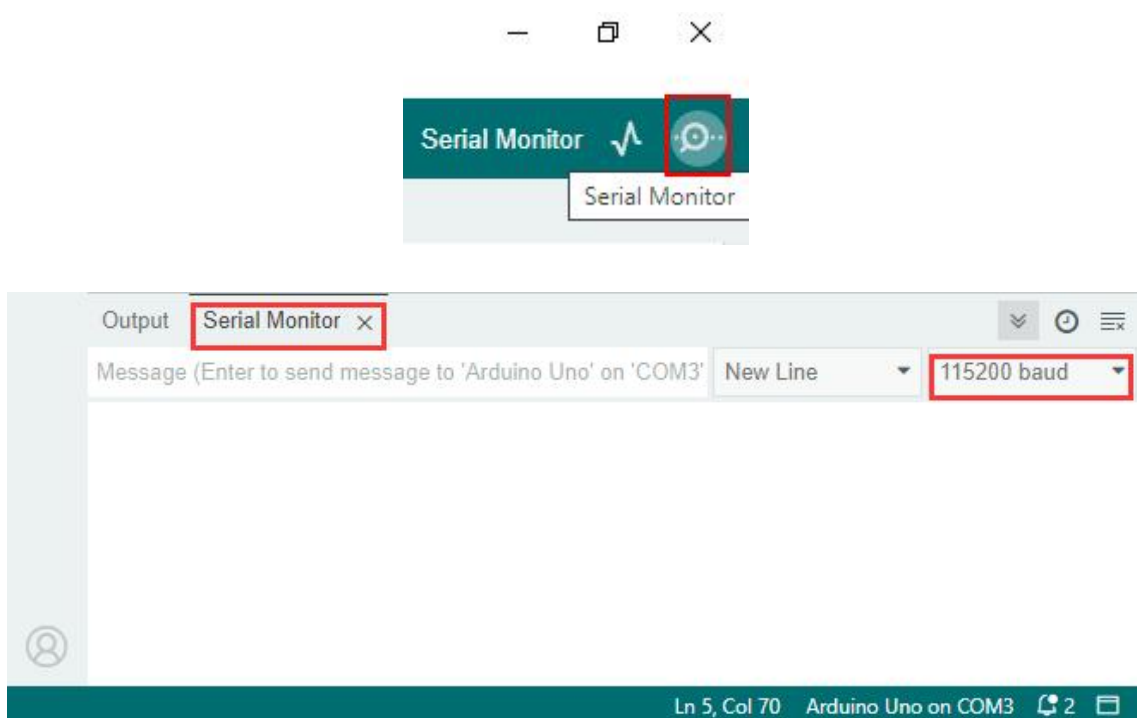 Serial Monitor
Serial Monitor
Output Serial Monitor
Message (Enter to send message to 'Arduino Uno' on 'COM3' New Line 115200 baud
Ln 5, Col 70 Arduino Uno on COM3 2